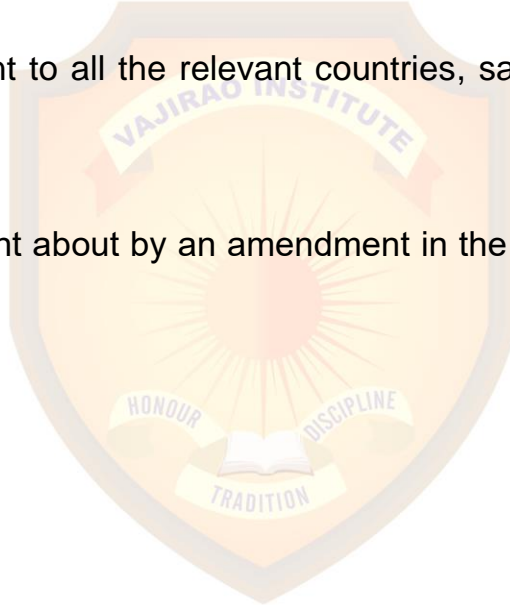 nt to all the relevant countries, sa
VAJIRAO INSTITUTE
nt about by an amendment in the
HONOUR
DISCIPLINE
TRADITION